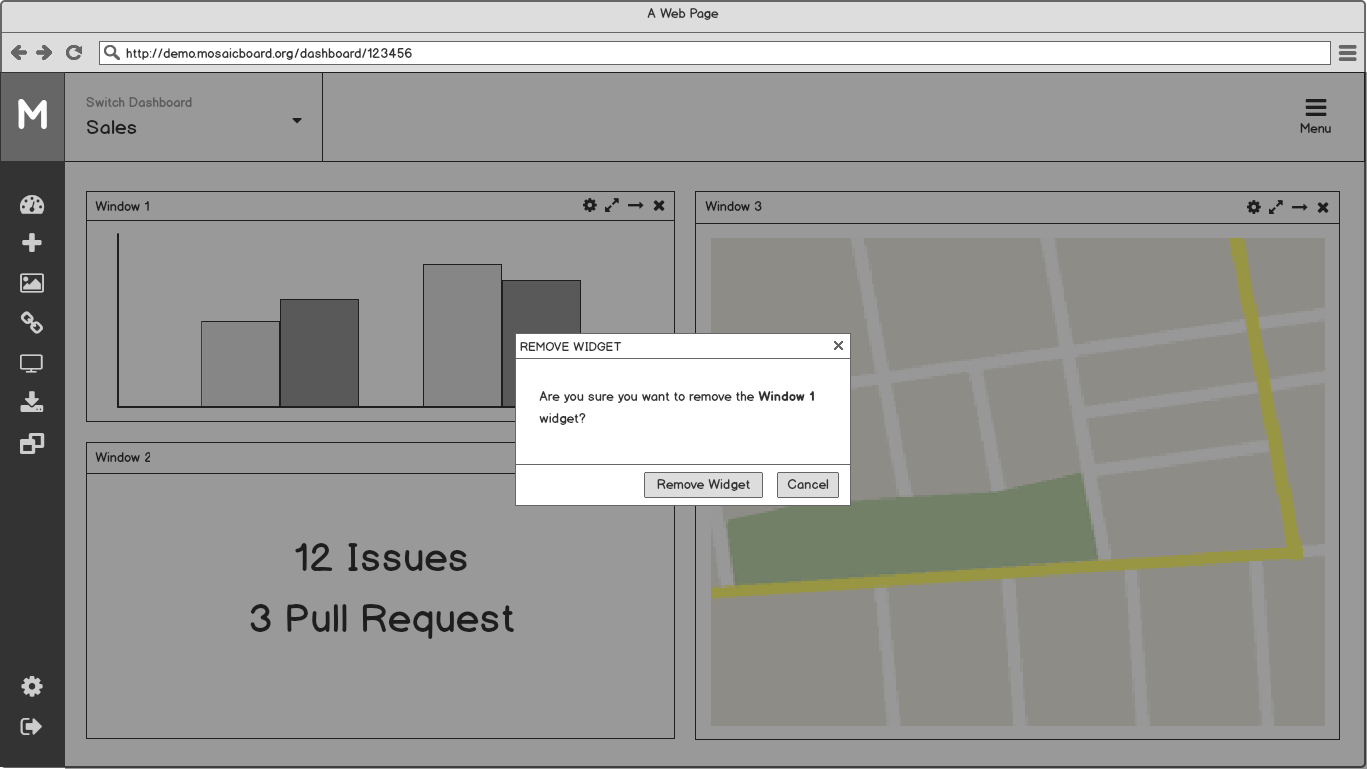 A Web Page
http://demo.mosaicboard.org/dashboard/123456
M
Switch Dashboard
Sales
Menu
Window 1
Window 3
REMOVE WIDGET
Are you sure you want to remove the Window 1
widget?
Remove Widget
Cancel
Window 2
12 Issues
3 Pull Request